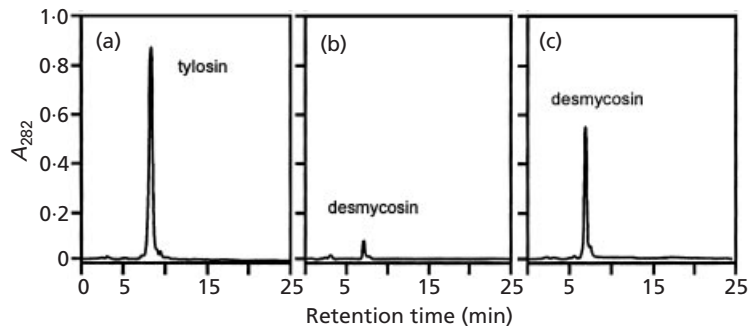 (a)
tylosin
(b)
desmycosin
(c)
desmycosin
A282
1·0
0·8
0·6
0·4
0·2
0
0 5 15 25
5 15 25
5 15 25
Retention time (min)